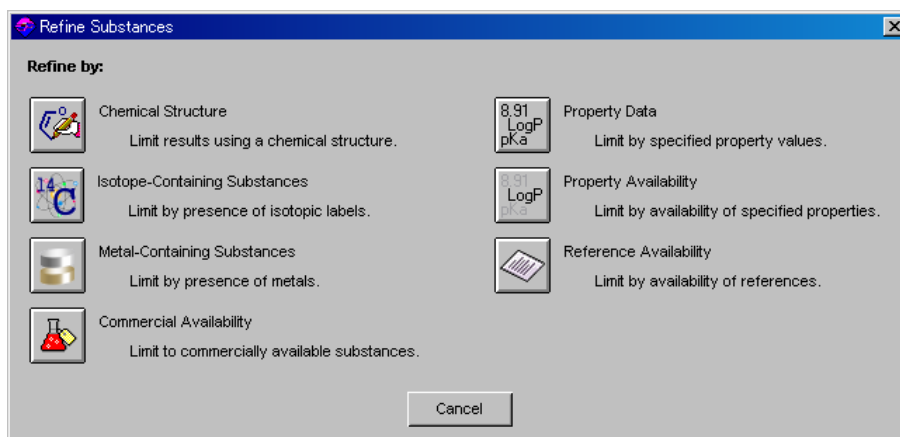 Refine Substances
Refine by:
Chemical Structure
Limit results using a chemical structure.
14
C
Isotope-Containing Substances
Limit by presence of isotopic labels.
Metal-Containing Substances
Limit by presence of metals.
Commercial Availability
Limit to commercially available substances.
8.91
LogP
pKa
Property Data
Limit by specified property values.
8.91
LogP
pKa
Property Availability
Limit by availability of specified properties.
Reference Availability
Limit by availability of references.
Cancel